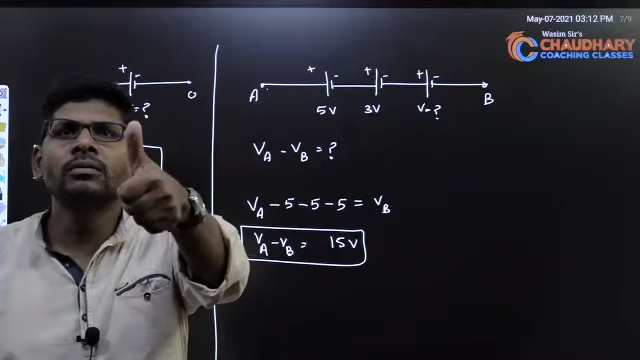 May-07-2021 03:12 PM 7/9
Wasim Sir's
CHAUDHARY
COACHING CLASSES
+ -
= ?
O
+ - + - + -
A B
5V 3V V=?
VA - VB = ?
VA - 5 - 5 - 5 = VB
VA - VB = 15V